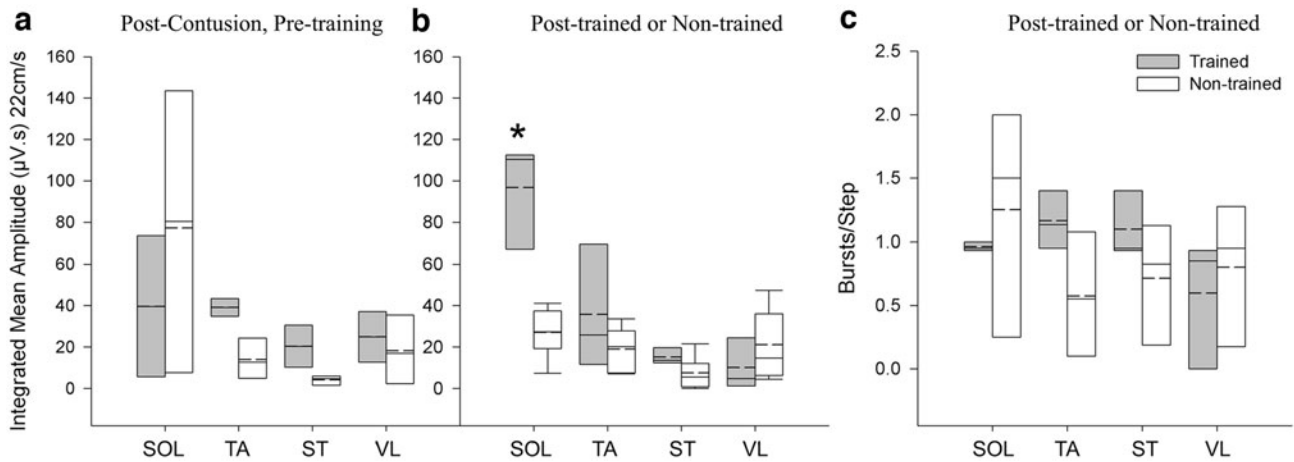 a Post-Contusion, Pre-training
b Post-trained or Non-trained
c Post-trained or Non-trained
Integrated Mean Amplitude (µV.s) 22cm/s
160
140
120
100
80
60
40
20
0
SOL TA ST VL
160
140
120
100
80
60
40
20
0
*
SOL TA ST VL
Bursts/Step
2.5
2.0
1.5
1.0
0.5
0.0
Trained
Non-trained
SOL TA ST VL